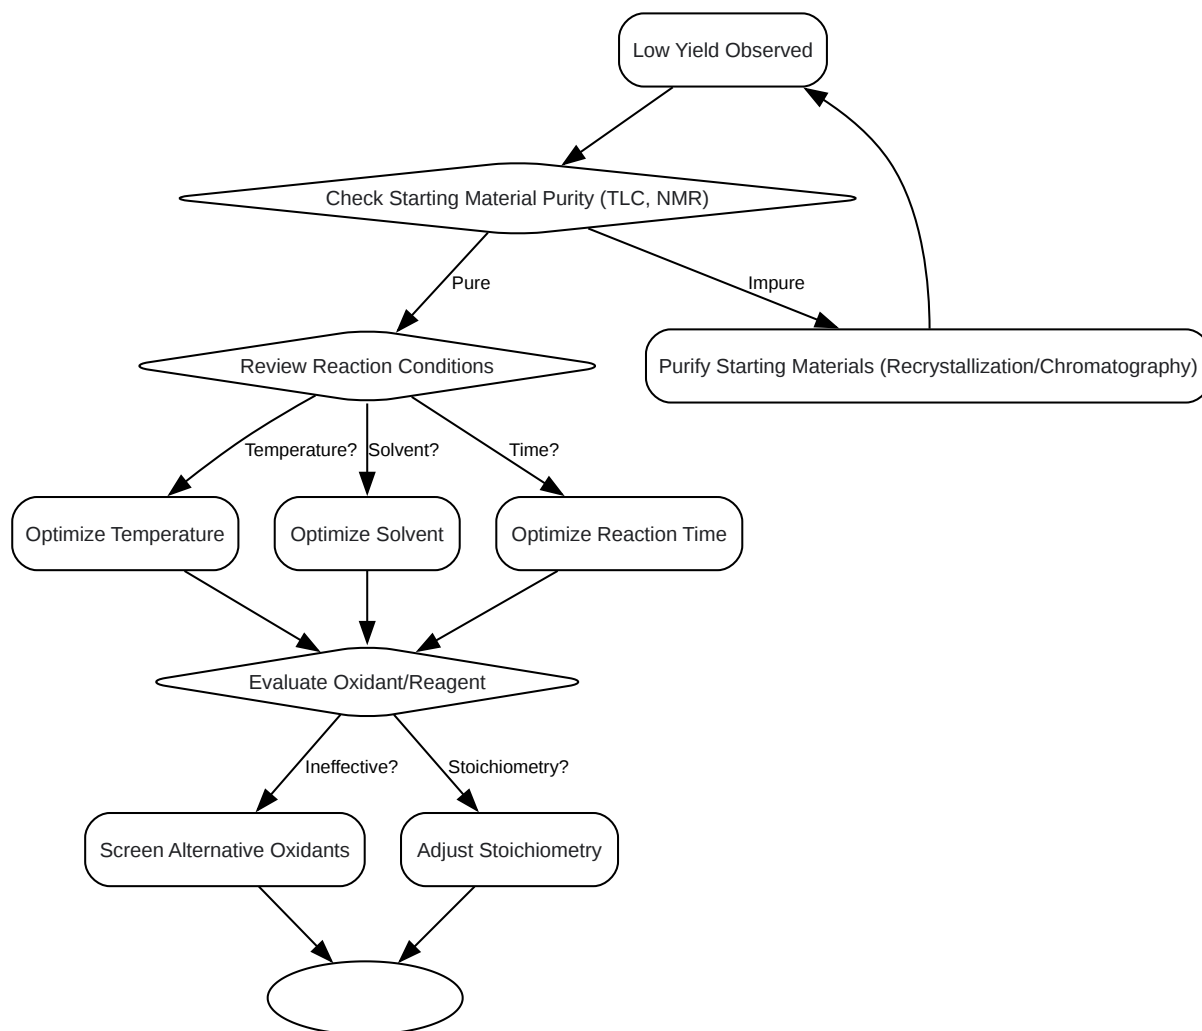 Low Yield Observed
Check Starting Material Purity (TLC, NMR)
Pure
Impure
Review Reaction Conditions
Purify Starting Materials (Recrystallization/Chromatography)
Temperature?
Solvent?
Time?
Optimize Temperature
Optimize Solvent
Optimize Reaction Time
Evaluate Oxidant/Reagent
Ineffective?
Stoichiometry?
Screen Alternative Oxidants
Adjust Stoichiometry